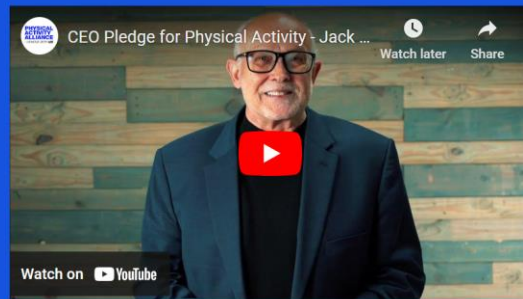 PHYSICAL
ACTIVITY
ALLIANCE
CEO Pledge for Physical Activity - Jack ...
Watch later
Share
Watch on YouTube